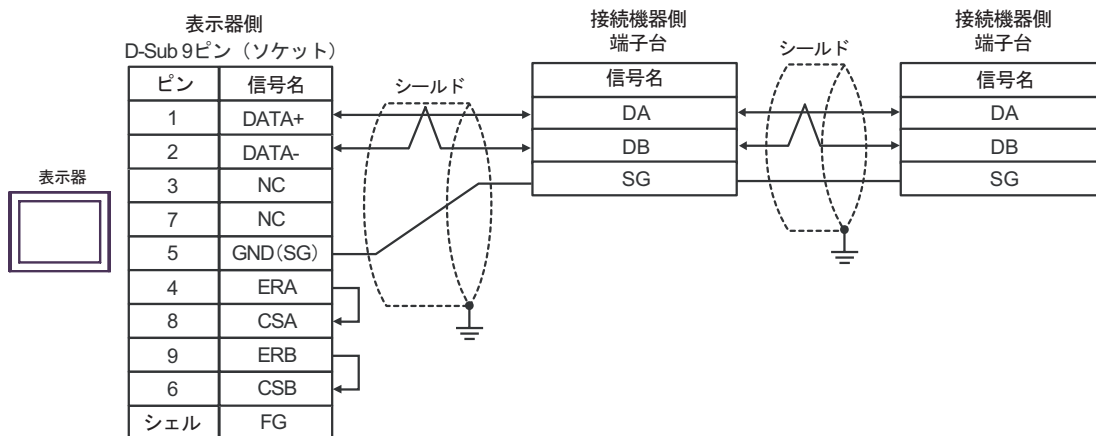 表示器側
D-Sub 9ピン（ソケット）
ピン 信号名
1 DATA+
2 DATA-
3 NC
7 NC
5 GND(SG)
4 ERA
8 CSA
9 ERB
6 CSB
シェル FG
表示器
シールド
接続機器側
端子台
信号名
DA
DB
SG
シールド
接続機器側
端子台
信号名
DA
DB
SG